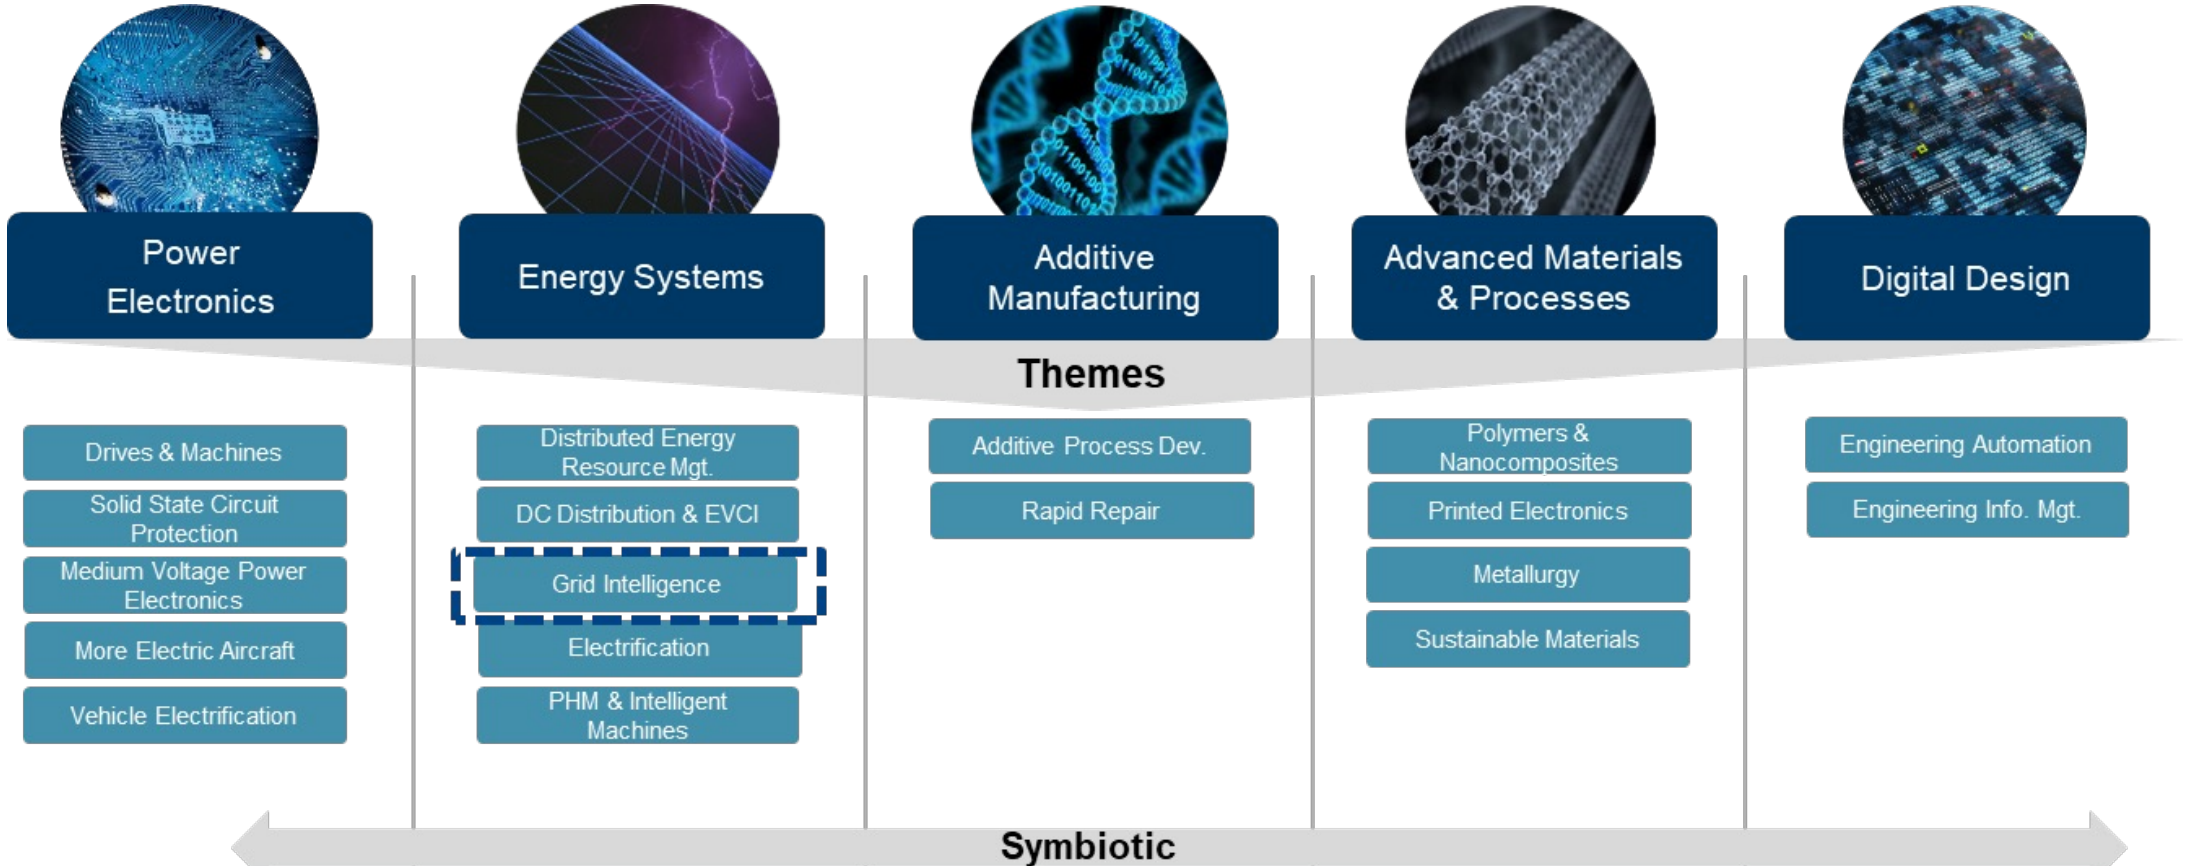 Power
Electronics
Energy Systems
Additive
Manufacturing
Advanced Materials
& Processes
Digital Design
Themes
Drives & Machines
Solid State Circuit
Protection
Medium Voltage Power
Electronics
More Electric Aircraft
Vehicle Electrification
Distributed Energy
Resource Mgt.
DC Distribution & EVCI
Grid Intelligence
Electrification
PHM & Intelligent
Machines
Additive Process Dev.
Rapid Repair
Polymers &
Nanocomposites
Printed Electronics
Metallurgy
Sustainable Materials
Engineering Automation
Engineering Info. Mgt.
Symbiotic